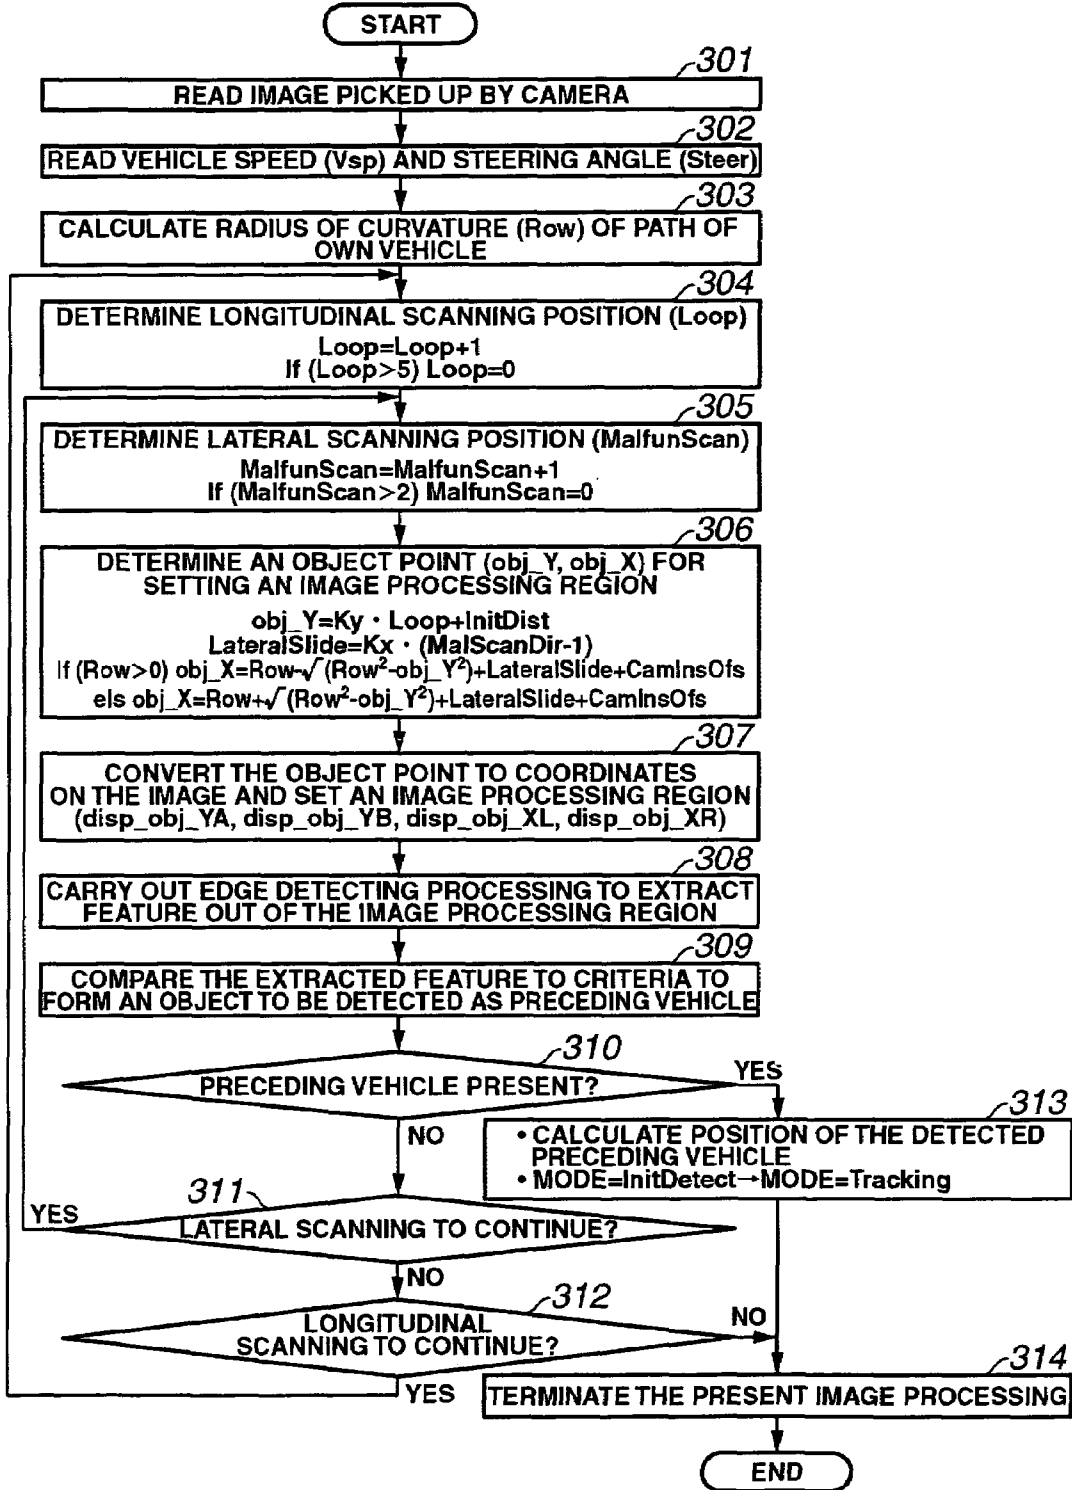 START
301
READ IMAGE PICKED UP BY CAMERA
302
READ VEHICLE SPEED (Vsp) AND STEERING ANGLE (Steer)
303
CALCULATE RADIUS OF CURVATURE (Row) OF PATH OF
OWN VEHICLE
304
DETERMINE LONGITUDINAL SCANNING POSITION (Loop)
Loop=Loop+1
If (Loop>5) Loop=0
305
DETERMINE LATERAL SCANNING POSITION (MalfunScan)
MalfunScan=MalfunScan+1
If (MalfunScan>2) MalfunScan=0
306
DETERMINE AN OBJECT POINT (obj_Y, obj_X) FOR
SETTING AN IMAGE PROCESSING REGION
obj_Y=Ky · Loop+InitDist
LateralSlide=Kx · (MalScanDir-1)
If (Row>0) obj_X=Row-√(Row²-obj_Y²)+LateralSlide+CamInsOfs
els obj_X=Row+√(Row²-obj_Y²)+LateralSlide+CamInsOfs
307
CONVERT THE OBJECT POINT TO COORDINATES
ON THE IMAGE AND SET AN IMAGE PROCESSING REGION
(disp_obj_YA, disp_obj_YB, disp_obj_XL, disp_obj_XR)
308
CARRY OUT EDGE DETECTING PROCESSING TO EXTRACT
FEATURE OUT OF THE IMAGE PROCESSING REGION
309
COMPARE THE EXTRACTED FEATURE TO CRITERIA TO
FORM AN OBJECT TO BE DETECTED AS PRECEDING VEHICLE
310
PRECEDING VEHICLE PRESENT?
YES
NO
313
• CALCULATE POSITION OF THE DETECTED
PRECEDING VEHICLE
• MODE=InitDetect→MODE=Tracking
311
YES
LATERAL SCANNING TO CONTINUE?
NO
312
LONGITUDINAL
SCANNING TO CONTINUE?
NO
YES
314
TERMINATE THE PRESENT IMAGE PROCESSING
END